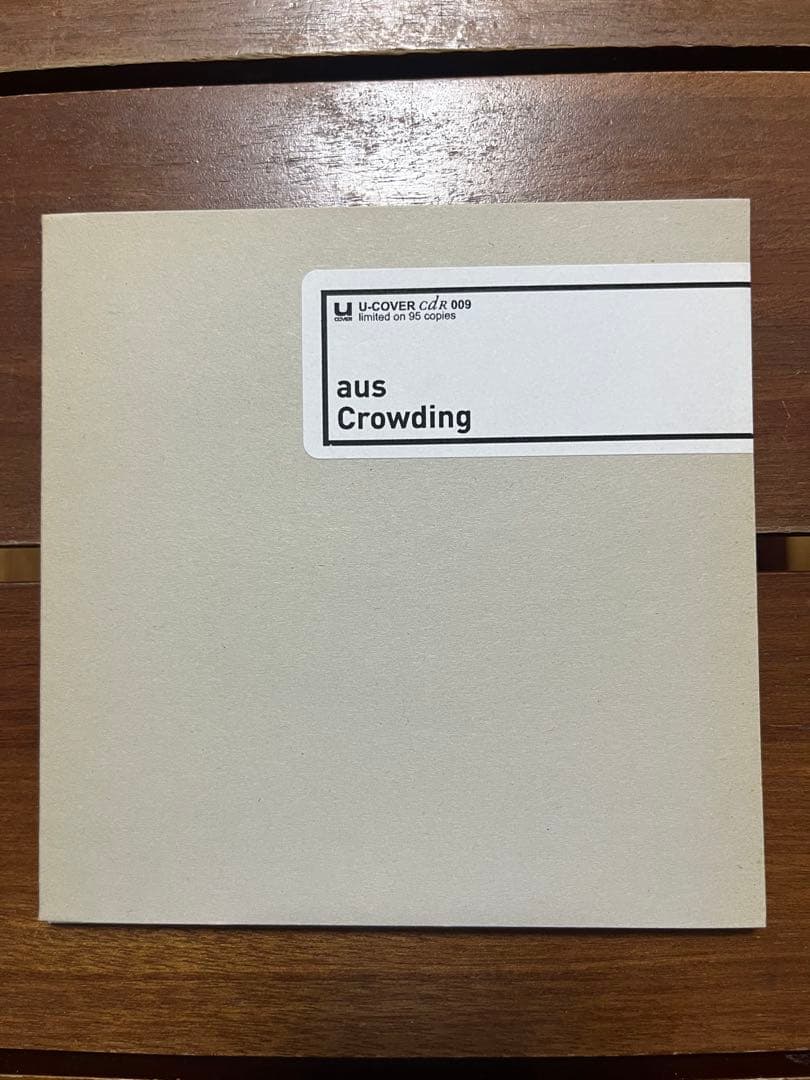 u
COVER
U-COVER cdR 009
limited on 95 copies
aus
Crowding